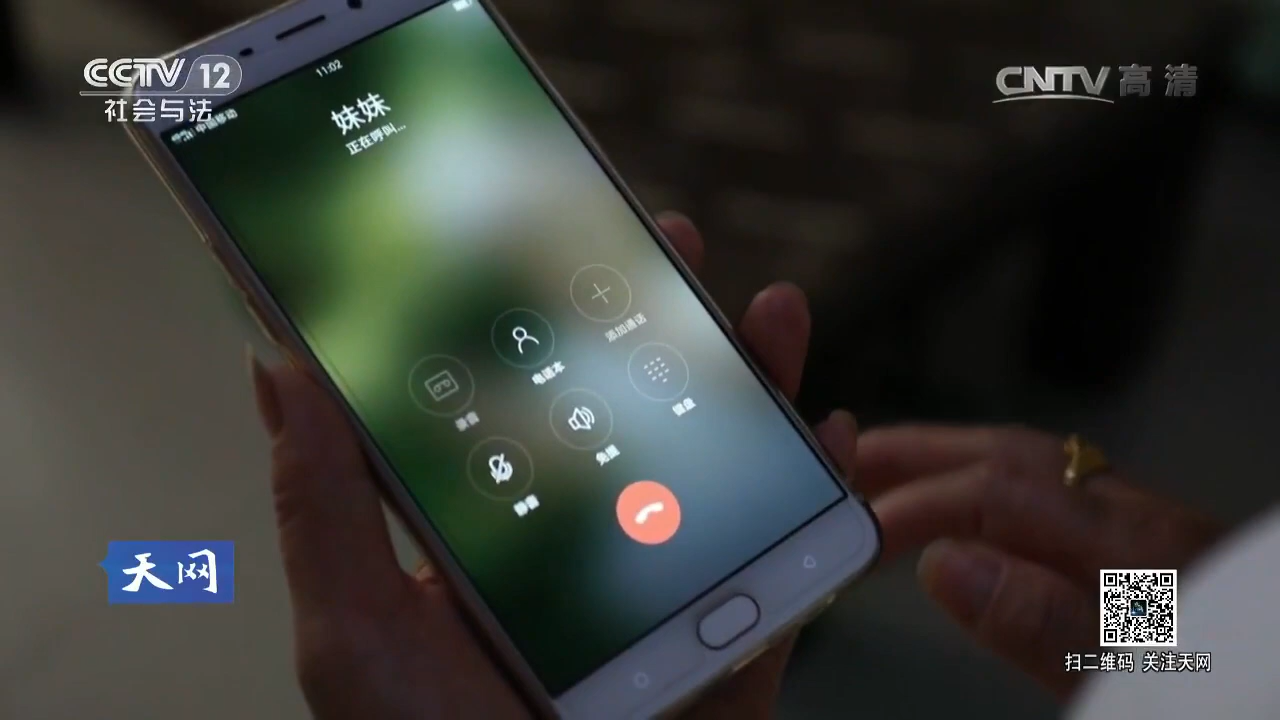 CCTV 12
社会与法
CNTV 高清
11:02
中国移动
妹妹
正在呼叫...
添加通话
电话本
录音
键盘
免提
静音
天网
扫二维码 关注天网